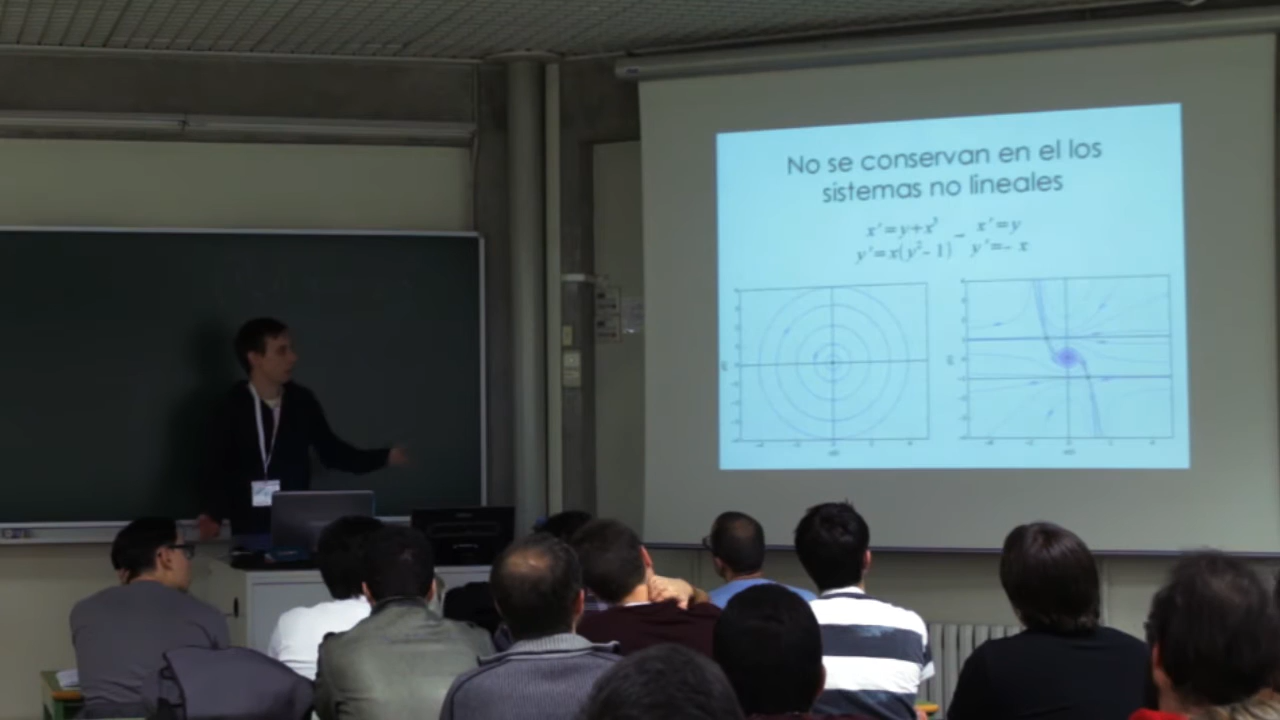 No se conservan en el los
sistemas no lineales
x'=y+x³ – x'=y
y'=x(y²-1) y'=-x